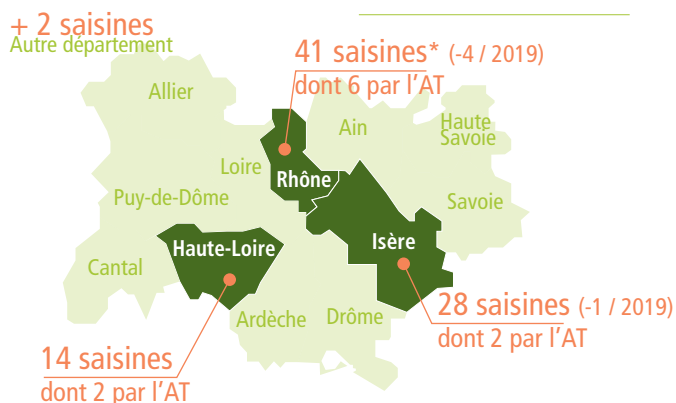 + 2 saisines
Autre département
41 saisines* (-4 / 2019)
dont 6 par l'AT
Allier
Ain
Haute
Savoie
Loire
Rhône
Puy-de-Dôme
Savoie
Haute-Loire
Isère
Cantal
Ardèche
Drôme
28 saisines (-1 / 2019)
dont 2 par l'AT
14 saisines
dont 2 par l'AT